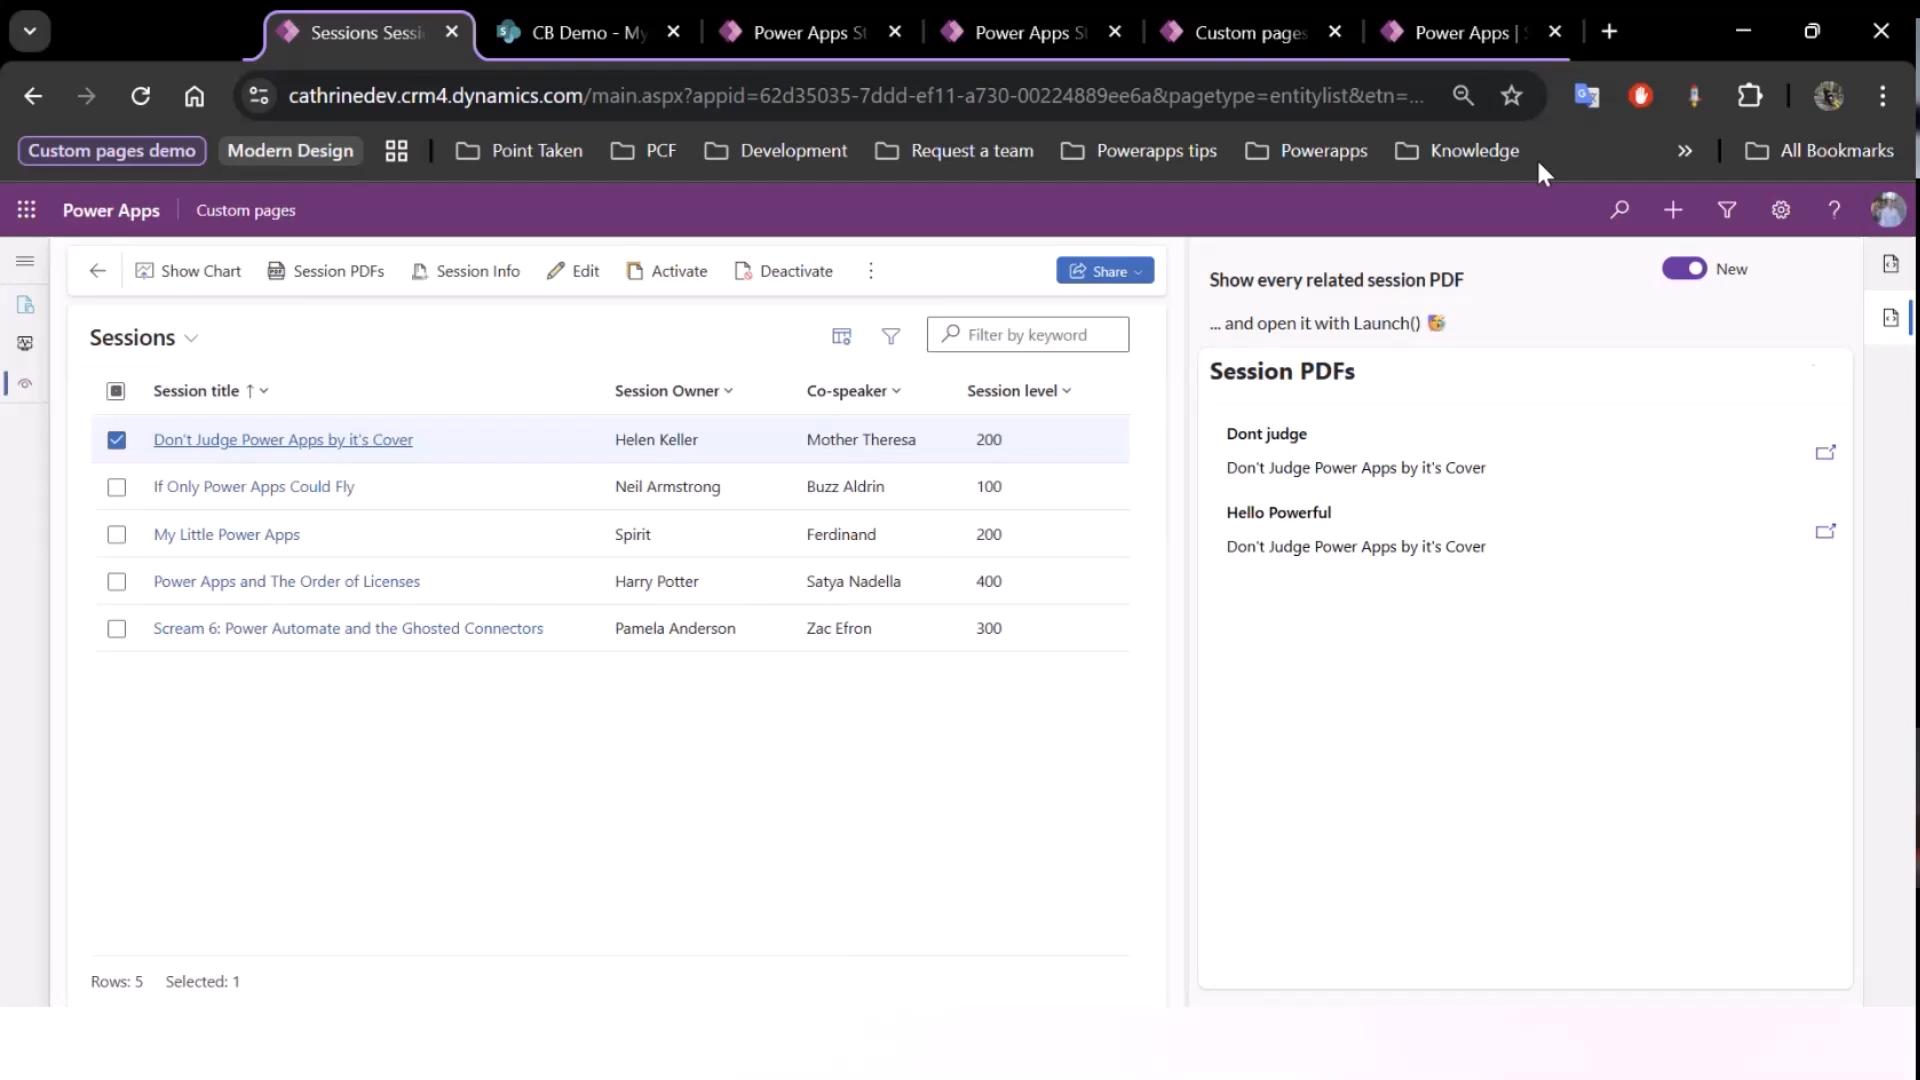 Sessions Sessi
CB Demo - My
Power Apps St
Power Apps St
Custom pages
Power Apps | S
cathrinedev.crm4.dynamics.com/main.aspx?appid=62d35035-7ddd-ef11-a730-00224889ee6a&pagetype=entitylist&etn=...
Custom pages demo
Modern Design
Point Taken
PCF
Development
Request a team
Powerapps tips
Powerapps
Knowledge
All Bookmarks
Power Apps
Custom pages
Show Chart
Session PDFs
Session Info
Edit
Activate
Deactivate
Share
Sessions
Filter by keyword
Session title
Session Owner
Co-speaker
Session level
Don't Judge Power Apps by it's Cover Helen Keller Mother Theresa 200
If Only Power Apps Could Fly Neil Armstrong Buzz Aldrin 100
My Little Power Apps Spirit Ferdinand 200
Power Apps and The Order of Licenses Harry Potter Satya Nadella 400
Scream 6: Power Automate and the Ghosted Connectors Pamela Anderson Zac Efron 300
Rows: 5 Selected: 1
Show every related session PDF
New
... and open it with Launch() 🥳
Session PDFs
Dont judge
Don't Judge Power Apps by it's Cover
Hello Powerful
Don't Judge Power Apps by it's Cover